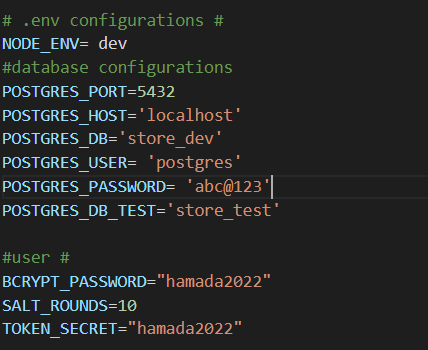 # .env configurations #
NODE_ENV= dev
#database configurations
POSTGRES_PORT=5432
POSTGRES_HOST='localhost'
POSTGRES_DB='store_dev'
POSTGRES_USER= 'postgres'
POSTGRES_PASSWORD= 'abc@123'
POSTGRES_DB_TEST='store_test'
#user #
BCRYPT_PASSWORD="hamada2022"
SALT_ROUNDS=10
TOKEN_SECRET="hamada2022"